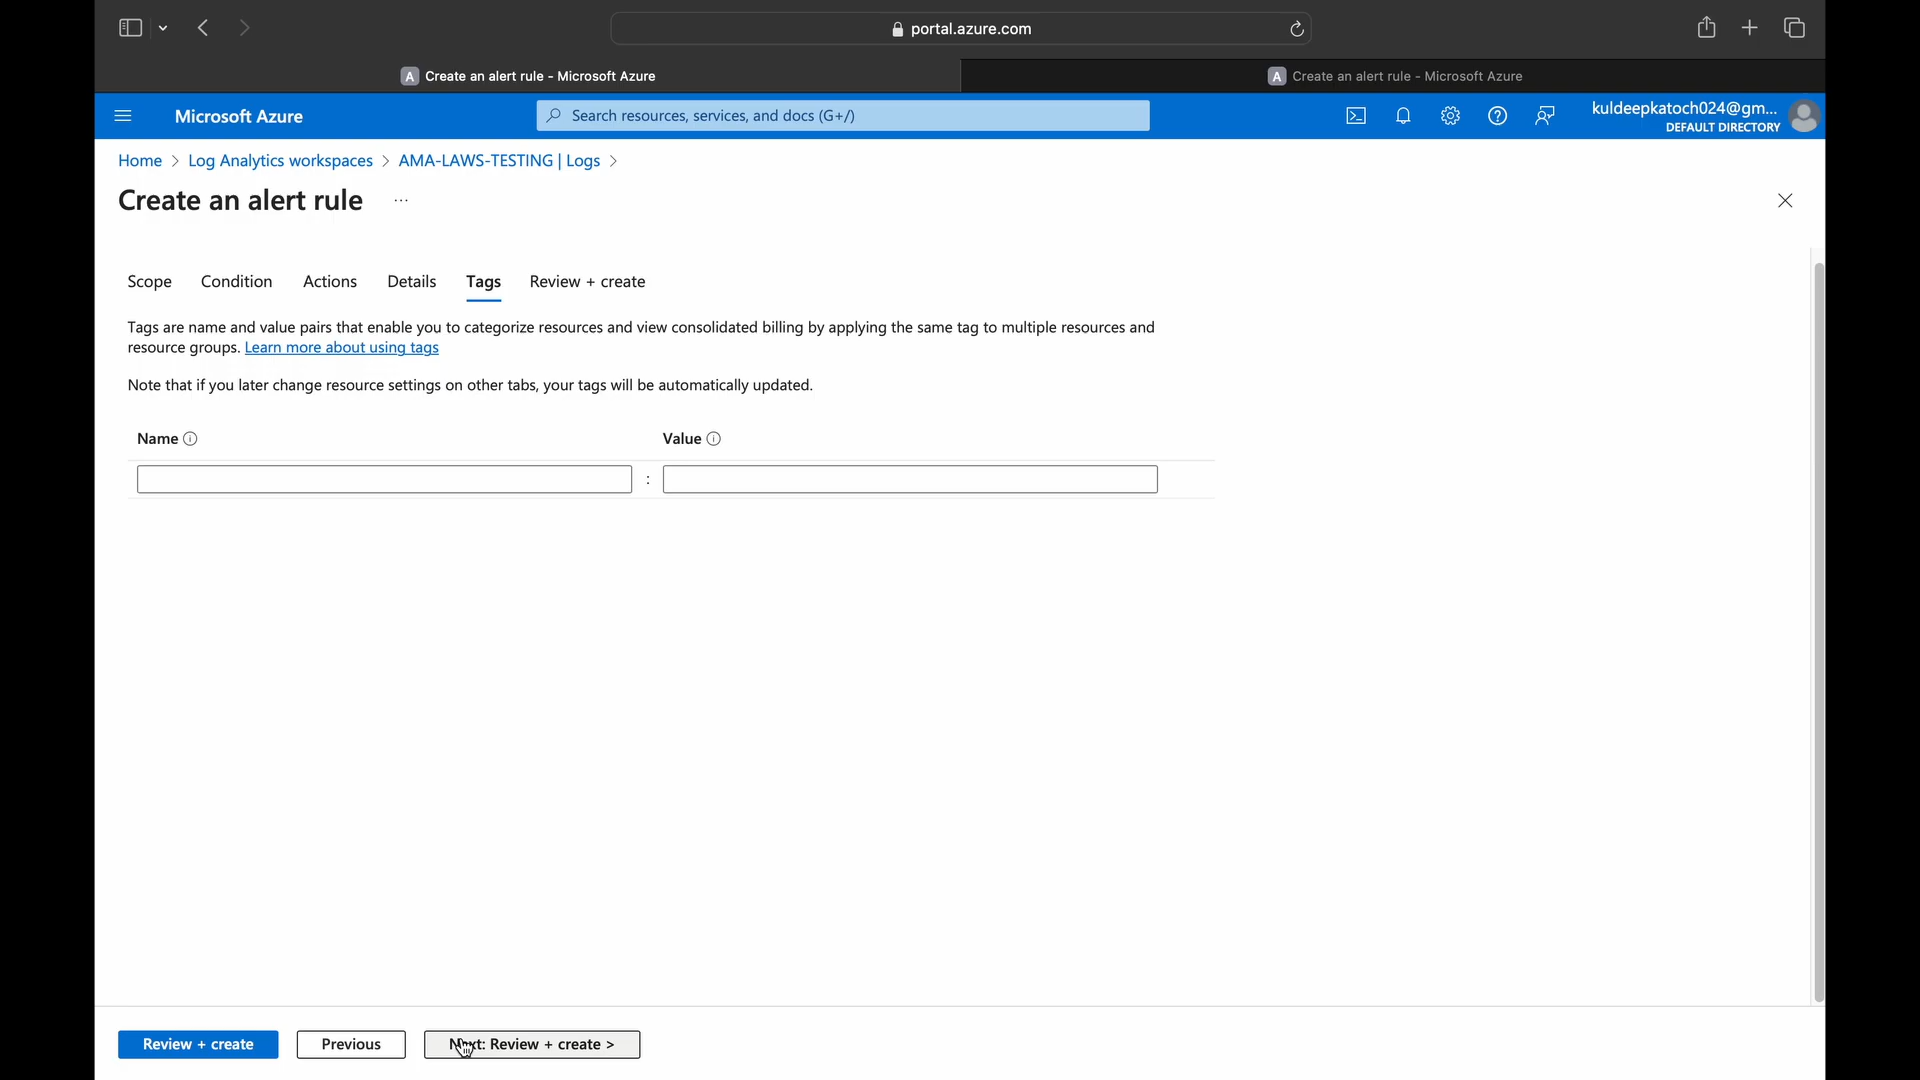 portal.azure.com
A Create an alert rule - Microsoft Azure
A Create an alert rule - Microsoft Azure
Microsoft Azure
Search resources, services, and docs (G+/)
kuldeepkatoch024@gm...
DEFAULT DIRECTORY
Home > Log Analytics workspaces > AMA-LAWS-TESTING | Logs >
Create an alert rule ...
Scope Condition Actions Details Tags Review + create
Tags are name and value pairs that enable you to categorize resources and view consolidated billing by applying the same tag to multiple resources and
resource groups. Learn more about using tags
Note that if you later change resource settings on other tabs, your tags will be automatically updated.
Name Value
:
Review + create Previous Next: Review + create >